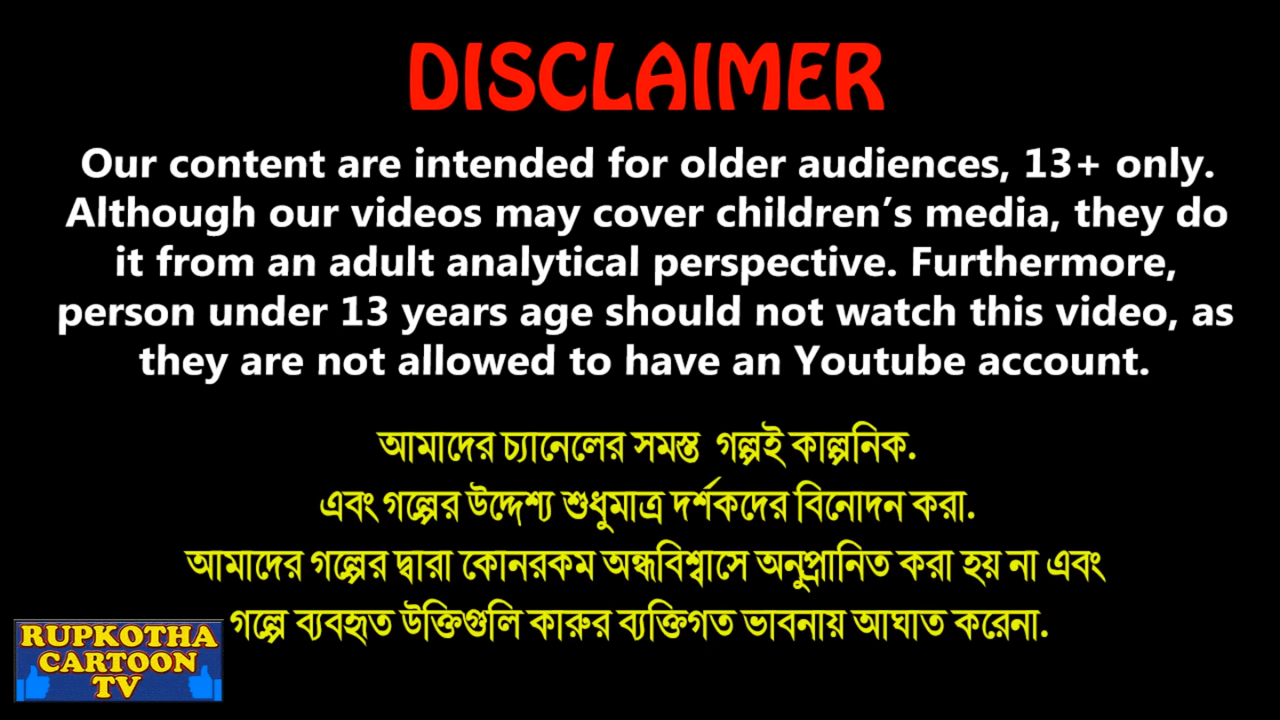 DISCLAIMER
Our content are intended for older audiences, 13+ only.
Although our videos may cover children’s media, they do
it from an adult analytical perspective. Furthermore,
person under 13 years age should not watch this video, as
they are not allowed to have an Youtube account.
আমাদের চ্যানেলের সমস্ত গল্পই কাল্পনিক.
এবং গল্পের উদ্দেশ্য শুধুমাত্র দর্শকদের বিনোদন করা.
আমাদের গল্পের দ্বারা কোনরকম অন্ধবিশ্বাসে অনুপ্রানিত করা হয় না এবং
গল্পে ব্যবহৃত উক্তিগুলি কারুর ব্যক্তিগত ভাবনায় আঘাত করেনা.
RUPKOTHA
CARTOON
TV